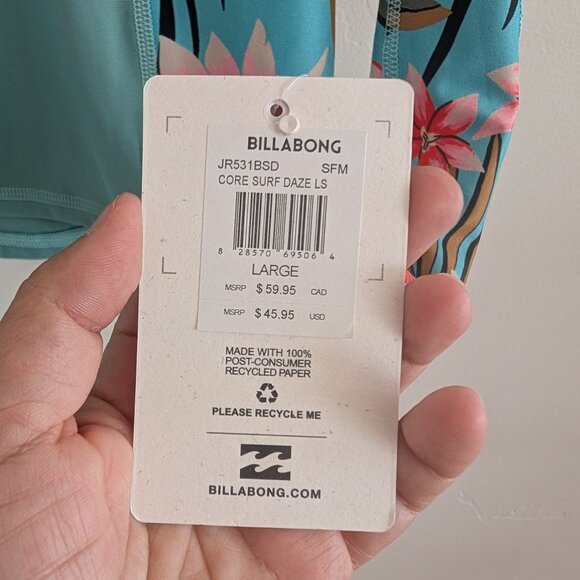 BILLABONG
JR531BSD SFM
CORE SURF DAZE LS
8 28570 69506 4
LARGE
MSRP $59.95 CAD
MSRP $45.95 USD
MADE WITH 100%
POST-CONSUMER
RECYCLED PAPER
PLEASE RECYCLE ME
BILLABONG.COM